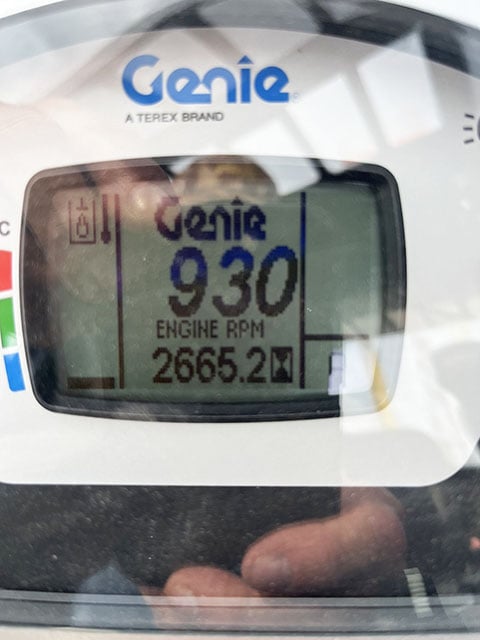 Genie
A TEREX BRAND
C
Genie
930
ENGINE RPM
2665.2